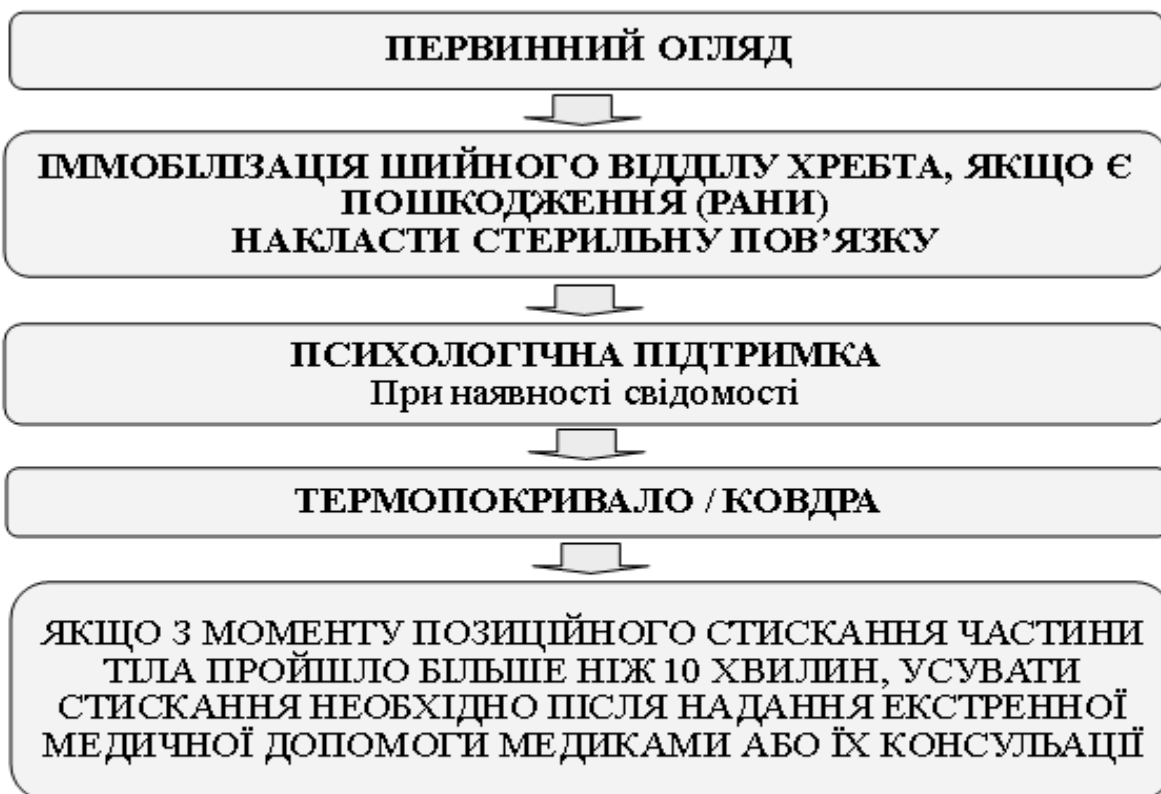 ПЕРВИННИЙ ОГЛЯД
ІММОБІЛІЗАЦІЯ ШИЙНОГО ВІДДІЛУ ХРЕБТА, ЯКЩО Є
ПОШКОДЖЕННЯ (РАНИ)
НАКЛАСТИ СТЕРИЛЬНУ ПОВ’ЯЗКУ
ПСИХОЛОГІЧНА ПІДТРИМКА
При наявності свідомості
ТЕРМОПОКРИВАЛО / КОВДРА
ЯКЩО З МОМЕНТУ ПОЗИЦІЙНОГО СТИСКАННЯ ЧАСТИНИ
ТІЛА ПРОЙШЛО БІЛЬШЕ НІЖ 10 ХВИЛИН, УСУВАТИ
СТИСКАННЯ НЕОБХІДНО ПІСЛЯ НАДАННЯ ЕКСТРЕННОЇ
МЕДИЧНОЇ ДОПОМОГИ МЕДИКАМИ АБО ЇХ КОНСУЛЬАЦІЇ